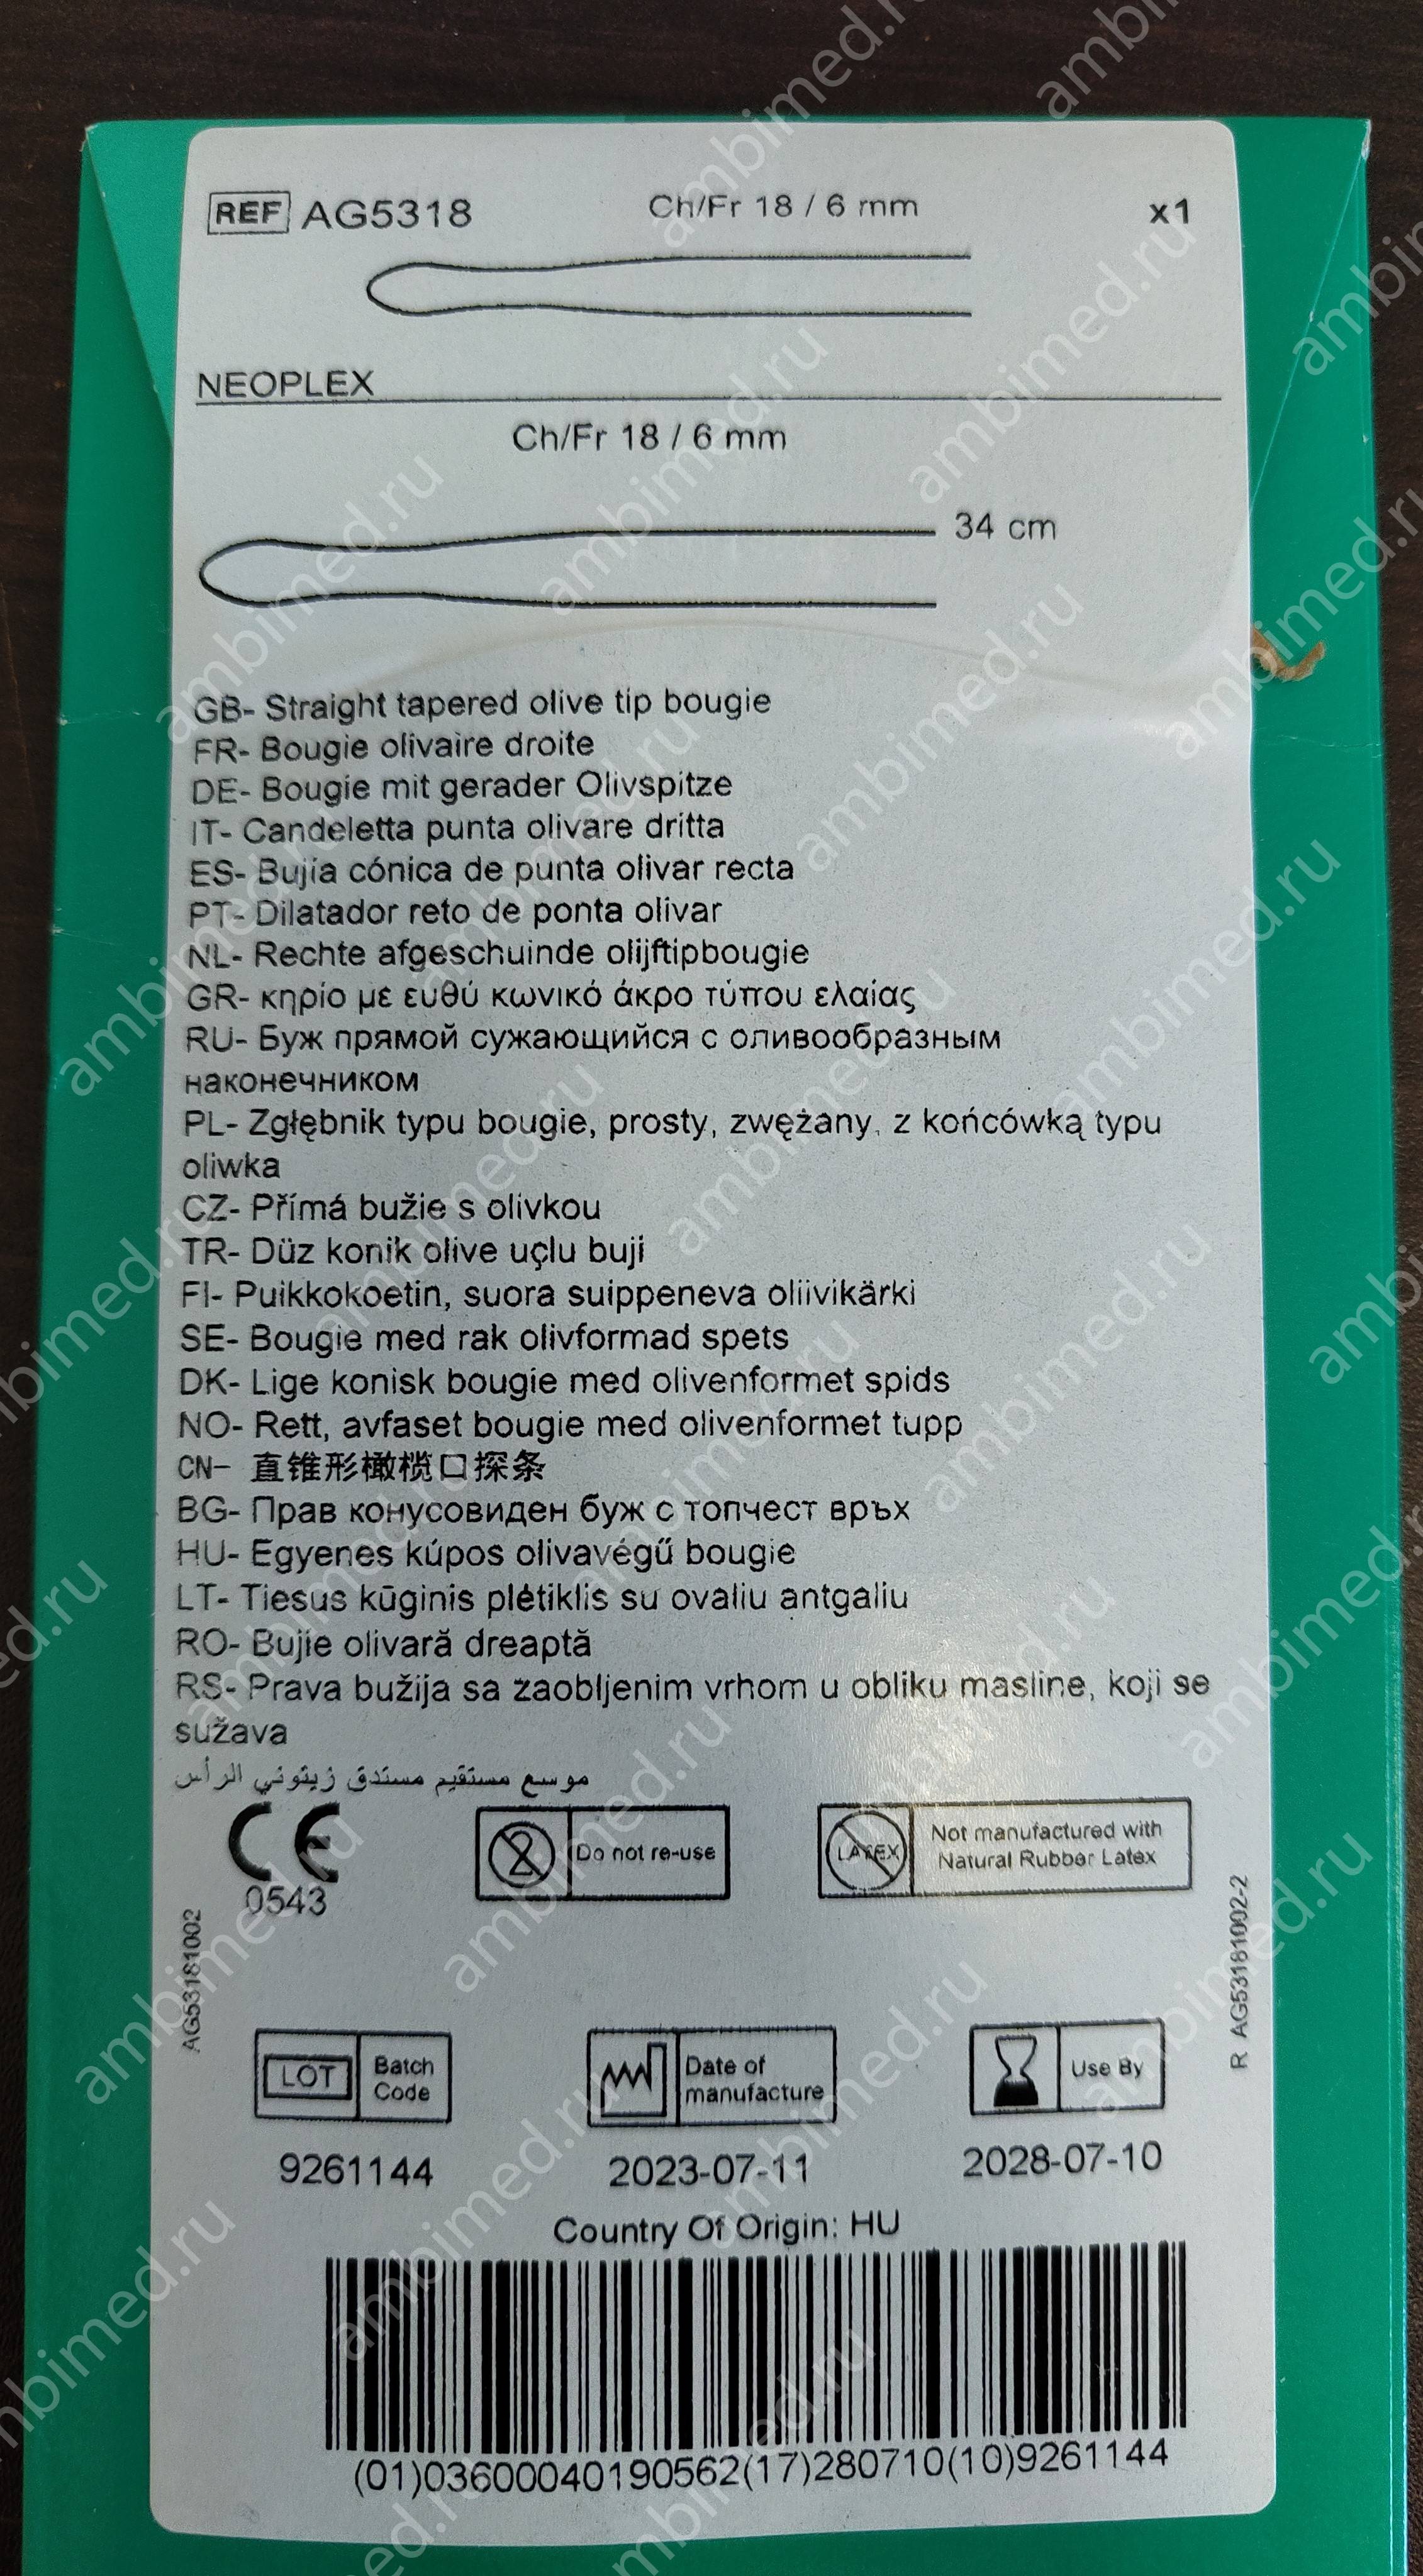 REF AG5318
Ch/Fr 18 / 6 mm
x1
NEOPLEX
Ch/Fr 18 / 6 mm
34 cm
GB- Straight tapered olive tip bougie
FR- Bougie olivaire droite
DE- Bougie mit gerader Olivspitze
IT- Candeletta punta olivare dritta
ES- Bujía cónica de punta olivar recta
PT- Dilatador reto de ponta olivar
NL- Rechte afgeschuinde olijftipbougie
GR- κηρίο με ευθύ κωνικό άκρο τύπου ελαίας
RU- Буж прямой сужающийся с оливообразным
наконечником
PL- Zgłębnik typu bougie, prosty, zwężany, z końcówką typu
oliwka
CZ- Přímá bužie s olivkou
TR- Düz konik olive uçlu buji
FI- Puikkokoetin, suora suippeneva oliivikärki
SE- Bougie med rak olivformad spets
DK- Lige konisk bougie med olivenformet spids
NO- Rett, avfaset bougie med olivenformet tupp
CN- 直锥形橄榄口探条
BG- Прав конусовиден буж с топчест връх
HU- Egyenes kúpos olivavégű bougie
LT- Tiesus kūginis plėtiklis su ovaliu antgaliu
RO- Bujie olivară dreaptă
RS- Prava bužija sa zaobljenim vrhom u obliku masline, koji se
sužava
موسع مستقيم مستدق زيتوني الرأس
CE
0543
2 Do not re-use
LATEX Not manufactured with
Natural Rubber Latex
AG53181002
R AG53181002-2
LOT Batch
Code
Date of
manufacture
Use By
9261144
2023-07-11
2028-07-10
Country Of Origin: HU
(01)03600040190562(17)280710(10)9261144
ambimed.ru